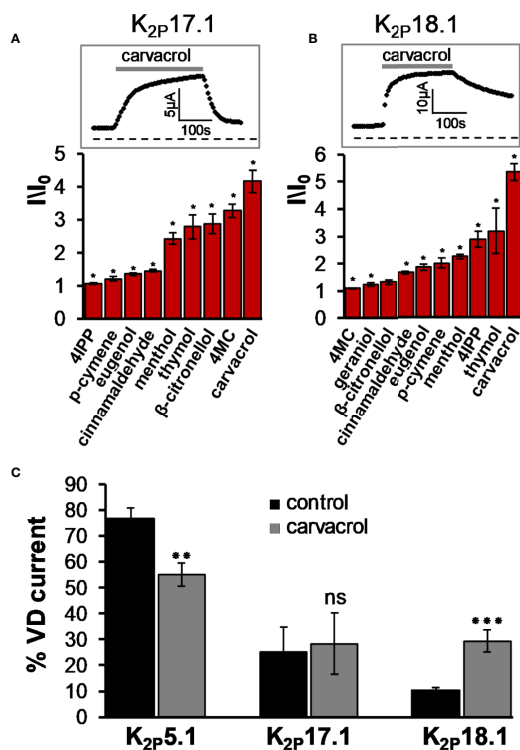 A
K2P17.1
carvacrol
5µA
100s
I\I0
5
4
3
2
1
0
*
*
*
*
*
*
*
*
*
4IPP
p-cymene
eugenol
cinnamaldehyde
menthol
thymol
β-citronellol
4MC
carvacrol
B
K2P18.1
carvacrol
10µA
100s
I\I0
6
5
4
3
2
1
0
*
*
*
*
*
*
*
*
*
*
4MC
geraniol
β-citronellol
cinnamaldehyde
eugenol
p-cymene
menthol
4IPP
thymol
carvacrol
C
% VD current
90
80
70
60
50
40
30
20
10
0
control
carvacrol
**
ns
***
K2P5.1
K2P17.1
K2P18.1